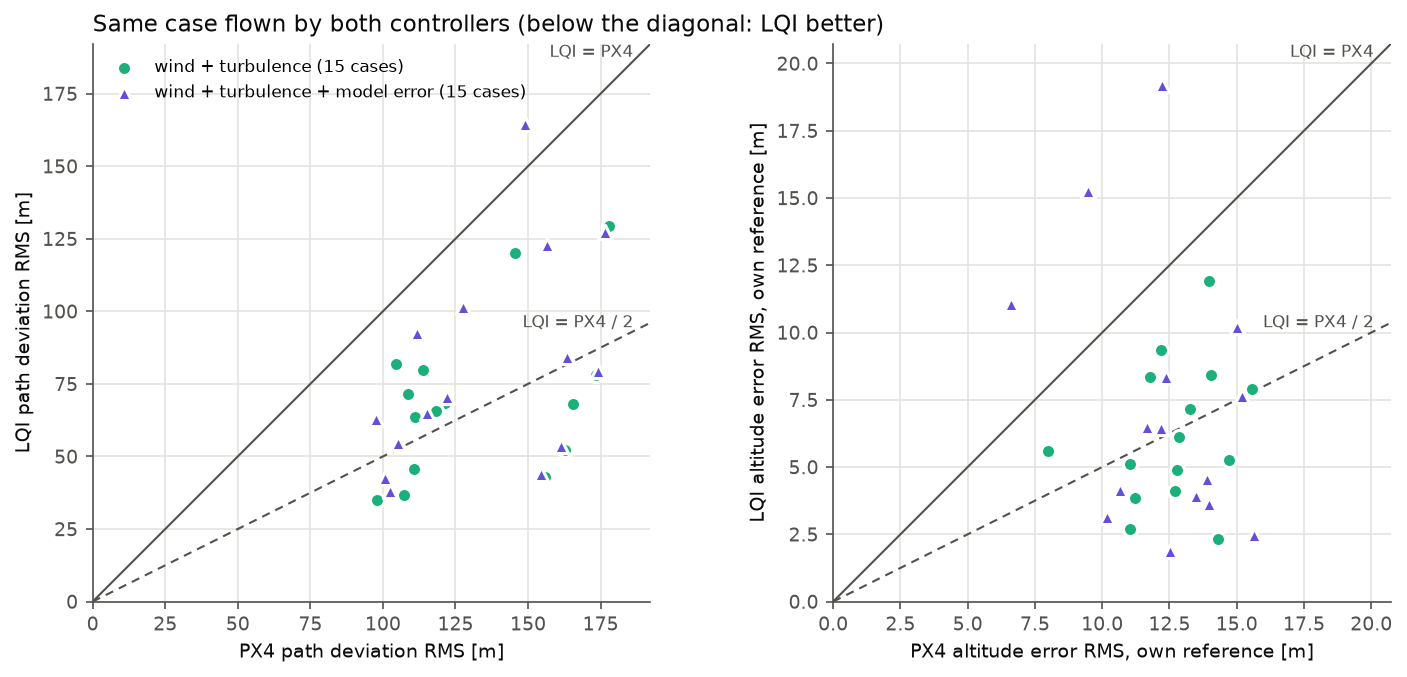 Same case flown by both controllers (below the diagonal: LQI better)
wind + turbulence (15 cases)
wind + turbulence + model error (15 cases)
LQI = PX4
LQI = PX4 / 2
LQI path deviation RMS [m]
175
150
125
100
75
50
25
0
0 25 50 75 100 125 150 175
PX4 path deviation RMS [m]
LQI = PX4
LQI = PX4 / 2
LQI altitude error RMS, own reference [m]
20.0
17.5
15.0
12.5
10.0
7.5
5.0
2.5
0.0
0.0 2.5 5.0 7.5 10.0 12.5 15.0 17.5 20.0
PX4 altitude error RMS, own reference [m]